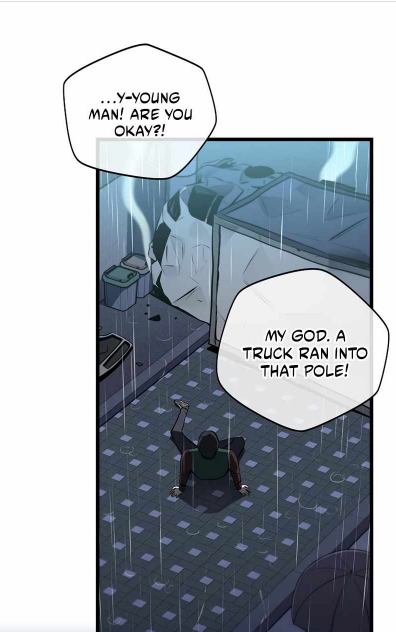 ...Y-YOUNG
MAN! ARE YOU
OKAY?!
MY GOD. A
TRUCK RAN INTO
THAT POLE!